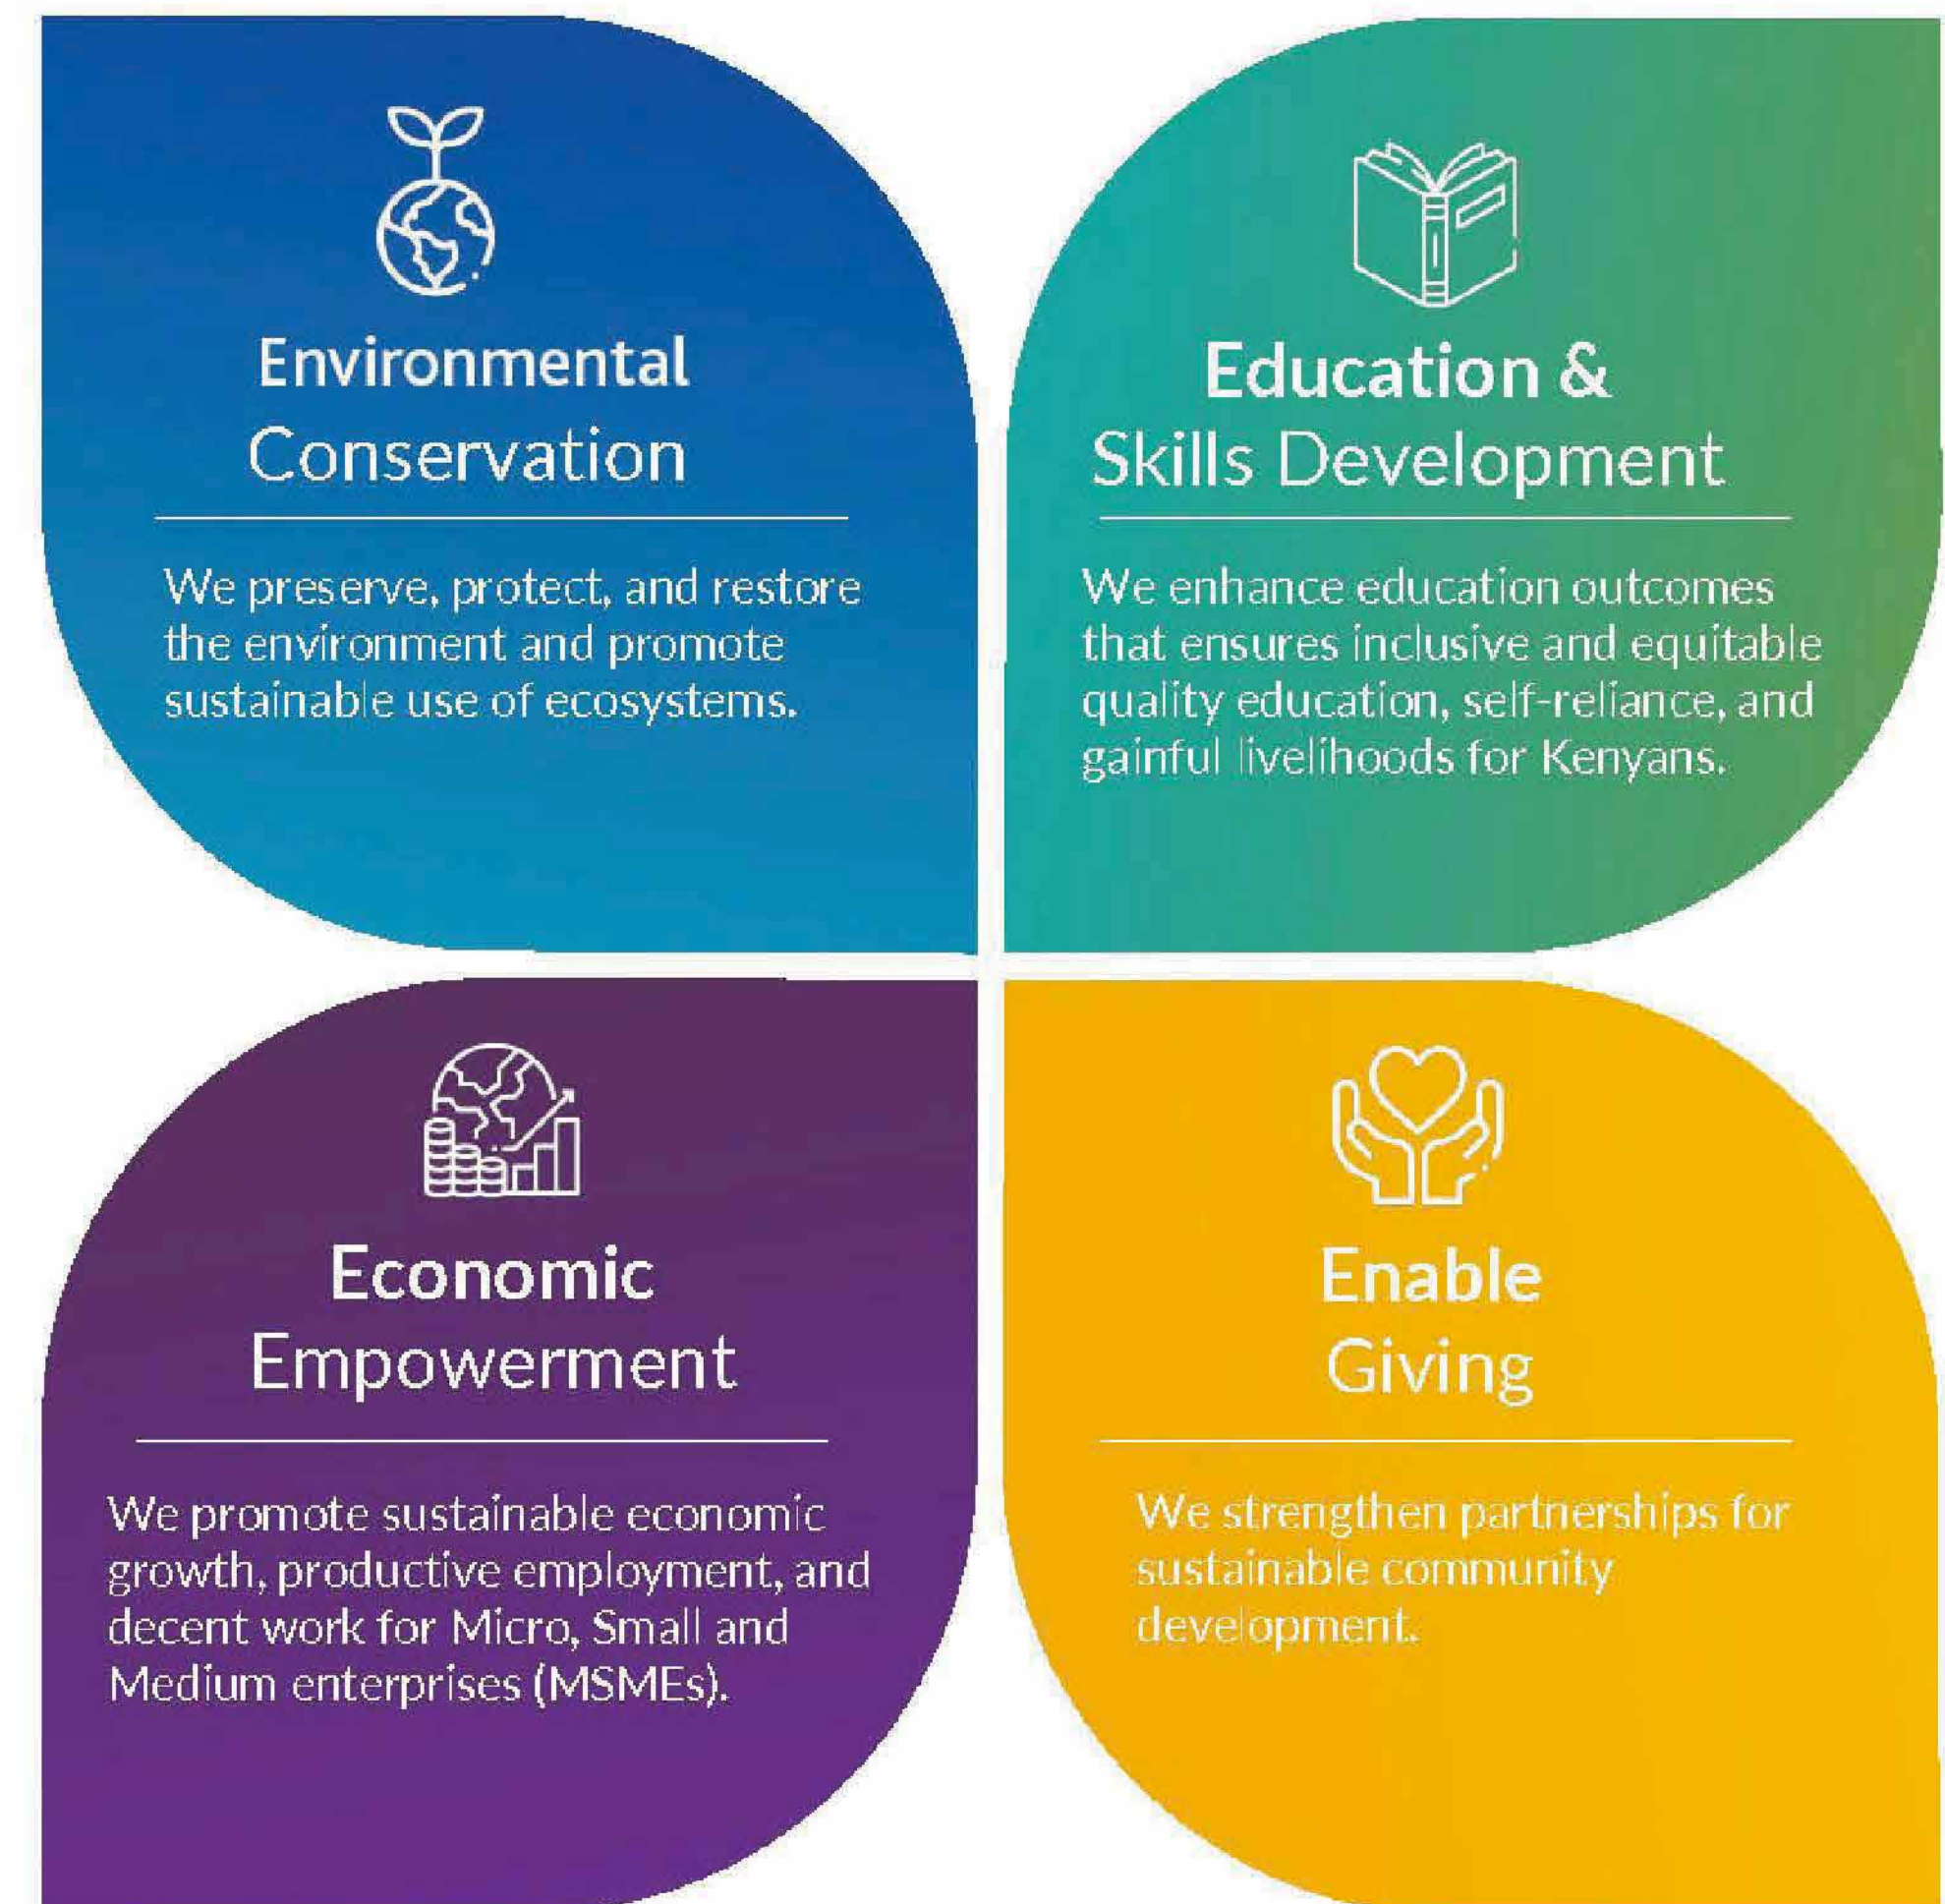 Environmental
Conservation
We preserve, protect, and restore
the environment and promote
sustainable use of ecosystems.
Education &
Skills Development
We enhance education outcomes
that ensures inclusive and equitable
quality education, self-reliance, and
gainful livelihoods for Kenyans.
Economic
Empowerment
We promote sustainable economic
growth, productive employment, and
decent work for Micro, Small and
Medium enterprises (MSMEs).
Enable
Giving
We strengthen partnerships for
sustainable community
development.